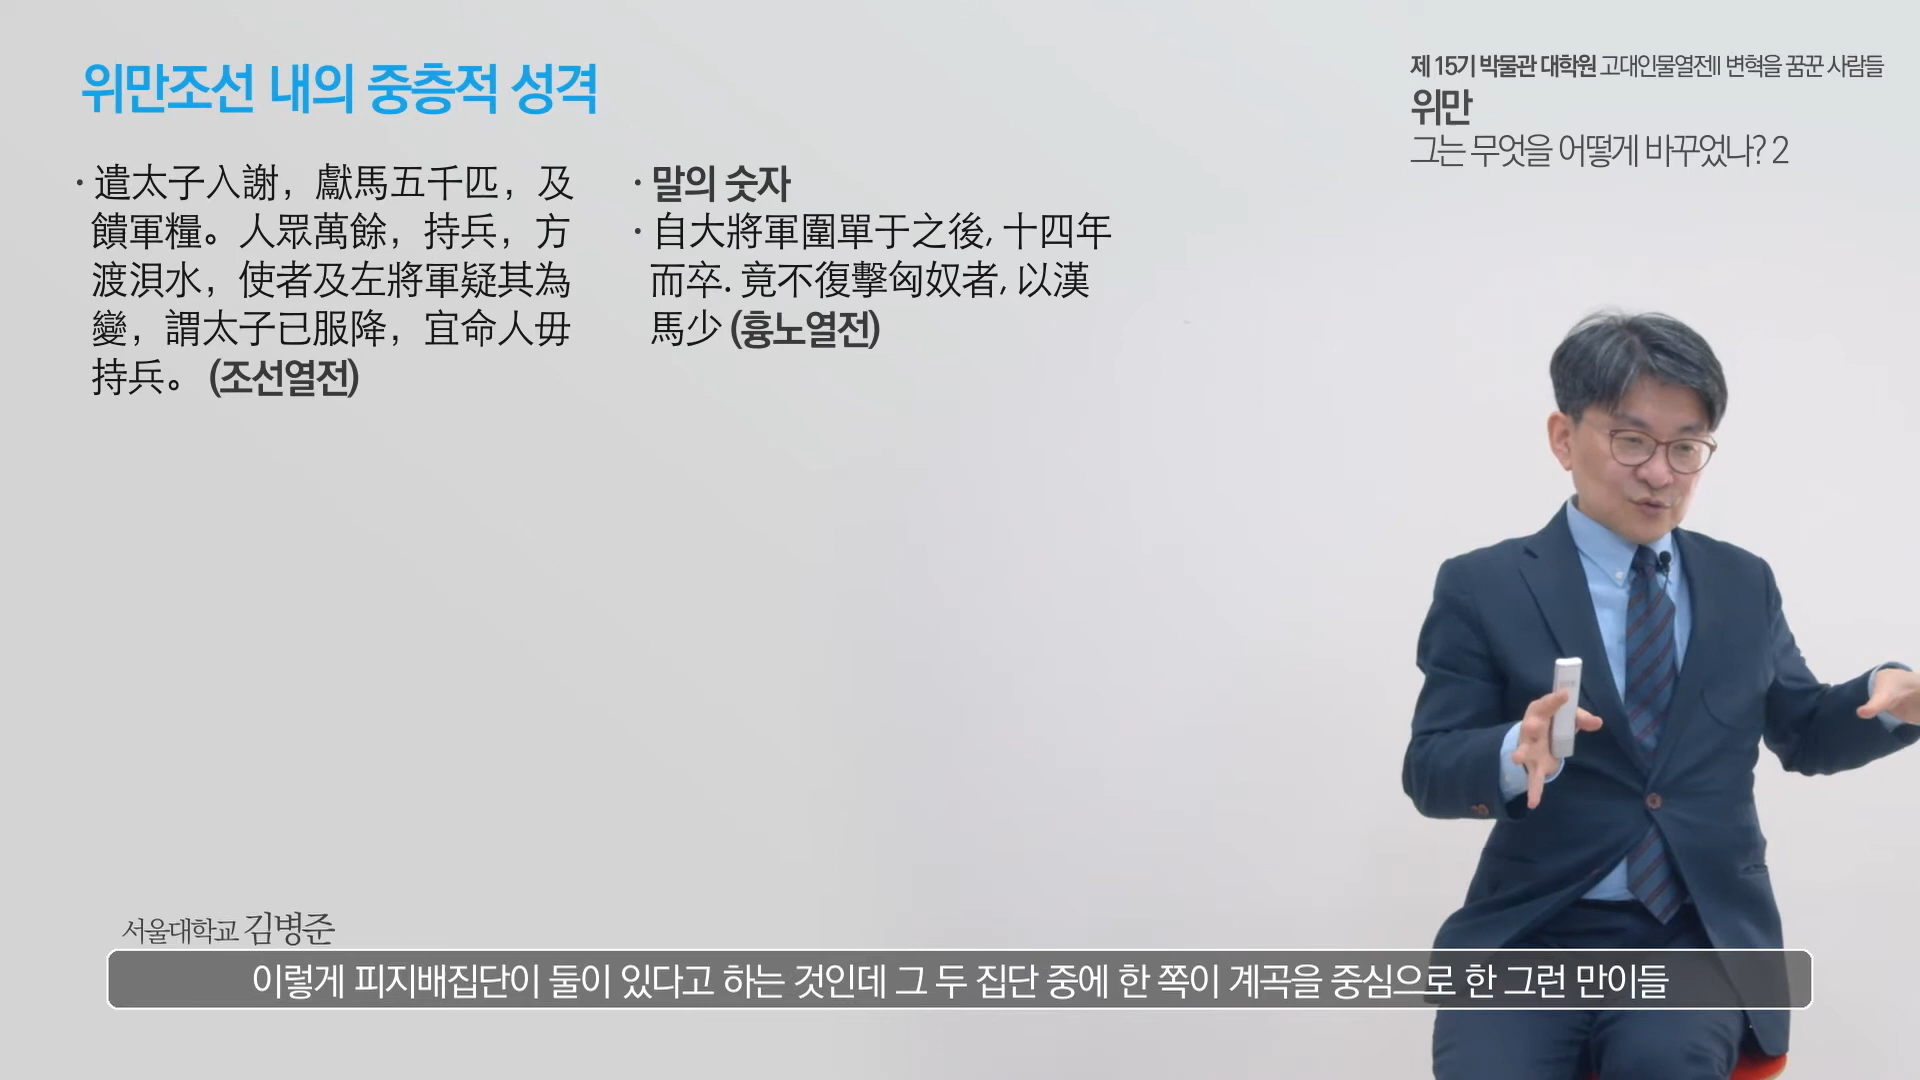 위만조선 내의 중층적 성격
제 15기 박물관 대학원 고대인물열전II 변혁을 꿈꾼 사람들
위만
그는 무엇을 어떻게 바꾸었나? 2
· 遣太子入謝，獻馬五千匹，及
饋軍糧。人眾萬餘，持兵，方
渡浿水，使者及左將軍疑其為
變，謂太子已服降，宜命人毋
持兵。 (조선열전)
· 말의 숫자
· 自大將軍圍單于之後, 十四年
而卒. 竟不復擊匈奴者, 以漢
馬少 (흉노열전)
서울대학교 김병준
이렇게 피지배집단이 둘이 있다고 하는 것인데 그 두 집단 중에 한 쪽이 계곡을 중심으로 한 그런 만이들